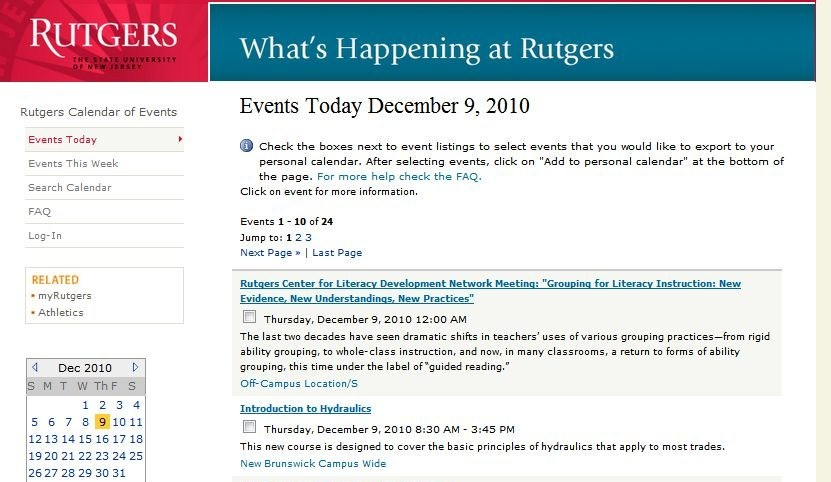 RUTGERS
THE STATE UNIVERSITY
OF NEW JERSEY
What's Happening at Rutgers
Rutgers Calendar of Events
Events Today
Events This Week
Search Calendar
FAQ
Log-In
RELATED
myRutgers
Athletics
Dec 2010
S M T W Th F S
1 2 3 4
5 6 7 8 9 10 11
12 13 14 15 16 17 18
19 20 21 22 23 24 25
26 27 28 29 30 31
Events Today December 9, 2010
Check the boxes next to event listings to select events that you would like to export to your
personal calendar. After selecting events, click on "Add to personal calendar" at the bottom of
the page. For more help check the FAQ.
Click on event for more information.
Events 1 - 10 of 24
Jump to: 1 2 3
Next Page » | Last Page
Rutgers Center for Literacy Development Network Meeting: "Grouping for Literacy Instruction: New
Evidence, New Understandings, New Practices"
Thursday, December 9, 2010 12:00 AM
The last two decades have seen dramatic shifts in teachers’ uses of various grouping practices—from rigid
ability grouping, to whole-class instruction, and now, in many classrooms, a return to forms of ability
grouping, this time under the label of “guided reading.”
Off-Campus Location/S
Introduction to Hydraulics
Thursday, December 9, 2010 8:30 AM - 3:45 PM
This new course is designed to cover the basic principles of hydraulics that apply to most trades.
New Brunswick Campus Wide